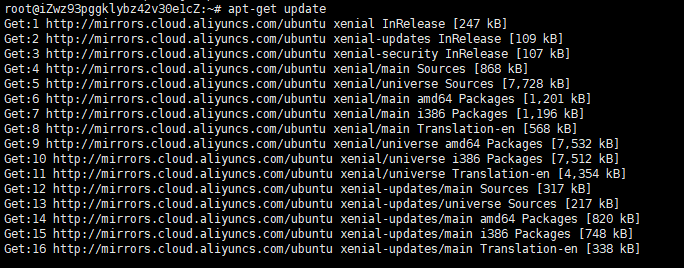 root@iZwz93pggklybz42v30e1cZ:~# apt-get update
Get:1 http://mirrors.cloud.aliyuncs.com/ubuntu xenial InRelease [247 kB]
Get:2 http://mirrors.cloud.aliyuncs.com/ubuntu xenial-updates InRelease [109 kB]
Get:3 http://mirrors.cloud.aliyuncs.com/ubuntu xenial-security InRelease [107 kB]
Get:4 http://mirrors.cloud.aliyuncs.com/ubuntu xenial/main Sources [868 kB]
Get:5 http://mirrors.cloud.aliyuncs.com/ubuntu xenial/universe Sources [7,728 kB]
Get:6 http://mirrors.cloud.aliyuncs.com/ubuntu xenial/main amd64 Packages [1,201 kB]
Get:7 http://mirrors.cloud.aliyuncs.com/ubuntu xenial/main i386 Packages [1,196 kB]
Get:8 http://mirrors.cloud.aliyuncs.com/ubuntu xenial/main Translation-en [568 kB]
Get:9 http://mirrors.cloud.aliyuncs.com/ubuntu xenial/universe amd64 Packages [7,532 kB]
Get:10 http://mirrors.cloud.aliyuncs.com/ubuntu xenial/universe i386 Packages [7,512 kB]
Get:11 http://mirrors.cloud.aliyuncs.com/ubuntu xenial/universe Translation-en [4,354 kB]
Get:12 http://mirrors.cloud.aliyuncs.com/ubuntu xenial-updates/main Sources [317 kB]
Get:13 http://mirrors.cloud.aliyuncs.com/ubuntu xenial-updates/universe Sources [217 kB]
Get:14 http://mirrors.cloud.aliyuncs.com/ubuntu xenial-updates/main amd64 Packages [820 kB]
Get:15 http://mirrors.cloud.aliyuncs.com/ubuntu xenial-updates/main i386 Packages [748 kB]
Get:16 http://mirrors.cloud.aliyuncs.com/ubuntu xenial-updates/main Translation-en [338 kB]